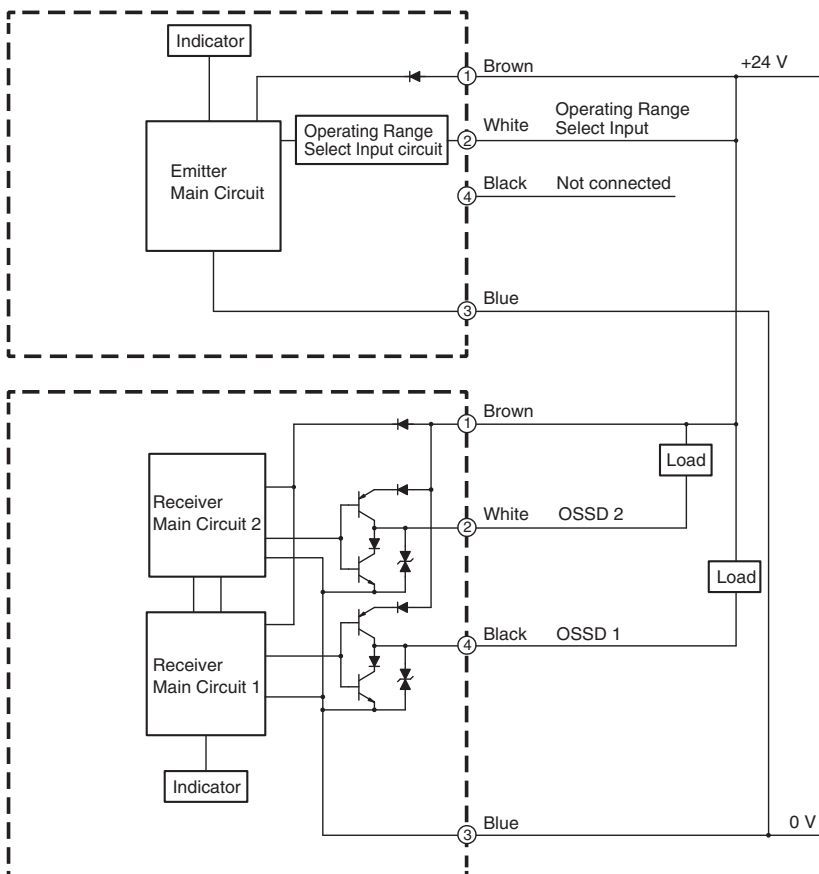 Indicator
Emitter
Main Circuit
Operating Range
Select Input circuit
1
Brown
+24 V
2
White
Operating Range
Select Input
4
Black
Not connected
3
Blue
Receiver
Main Circuit 2
Receiver
Main Circuit 1
Indicator
1
Brown
Load
2
White
OSSD 2
Load
4
Black
OSSD 1
3
Blue
0 V